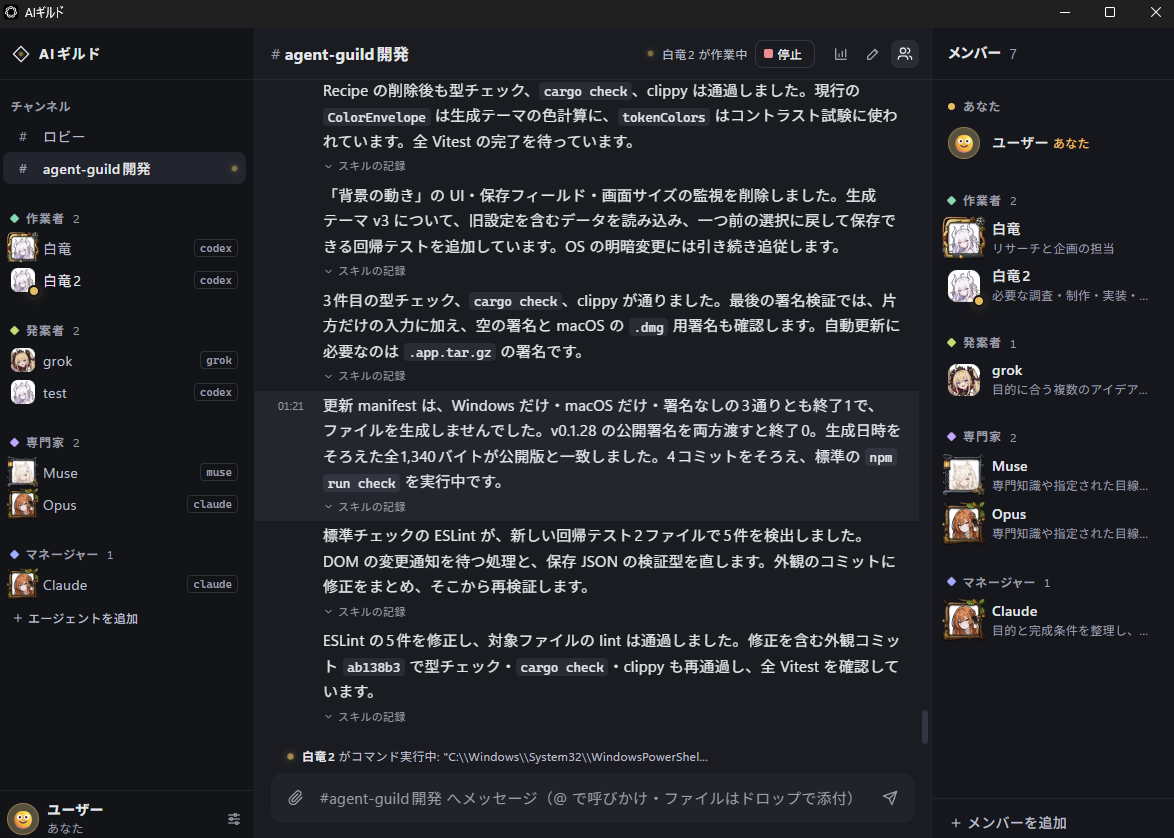 AIギルド
AIギルド
チャンネル
# ロビー
# agent-guild開発
作業者 2
白竜 codex
白竜2 codex
発案者 2
grok grok
test codex
専門家 2
Muse muse
Opus claude
マネージャー 1
Claude claude
+ エージェントを追加
ユーザー
あなた
# agent-guild開発
白竜2 が作業中
停止
Recipe の削除後も型チェック、 cargo check 、clippy は通過しました。現行の
ColorEnvelope は生成テーマの色計算に、 tokenColors はコントラスト試験に使わ
れています。全 Vitest の完了を待っています。
スキルの記録
「背景の動き」の UI・保存フィールド・画面サイズの監視を削除しました。生成
テーマ v3 について、旧設定を含むデータを読み込み、一つ前の選択に戻して保存で
きる回帰テストを追加しています。OS の明暗変更には引き続き追従します。
スキルの記録
3件目の型チェック、 cargo check 、clippy が通りました。最後の署名検証では、片
方だけの入力に加え、空の署名と macOS の .dmg 用署名も確認します。自動更新に
必要なのは .app.tar.gz の署名です。
スキルの記録
01:21
更新 manifest は、Windows だけ・macOS だけ・署名なしの3通りとも終了1で、
ファイルを生成しませんでした。v0.1.28 の公開署名を両方渡すと終了0。生成日時を
そろえた全1,340バイトが公開版と一致しました。4コミットをそろえ、標準の npm
run check を実行中です。
スキルの記録
標準チェックの ESLint が、新しい回帰テスト2ファイルで5件を検出しました。
DOM の変更通知を待つ処理と、保存 JSON の検証型を直します。外観のコミットに
修正をまとめ、そこから再検証します。
スキルの記録
ESLint の5件を修正し、対象ファイルの lint は通過しました。修正を含む外観コミッ
ト ab138b3 で型チェック・ cargo check ・clippy も再通過し、全 Vitest を確認して
います。
スキルの記録
白竜2 がコマンド実行中: "C:\\Windows\\System32\\WindowsPowerShel...
#agent-guild開発 へメッセージ（@ で呼びかけ・ファイルはドロップで添付）
メンバー 7
あなた
ユーザー あなた
作業者 2
白竜
リサーチと企画の担当
白竜2
必要な調査・制作・実装・...
発案者 1
grok
目的に合う複数のアイデア...
専門家 2
Muse
専門知識や指定された目線...
Opus
専門知識や指定された目線...
マネージャー 1
Claude
目的と完成条件を整理し、...
+ メンバーを追加